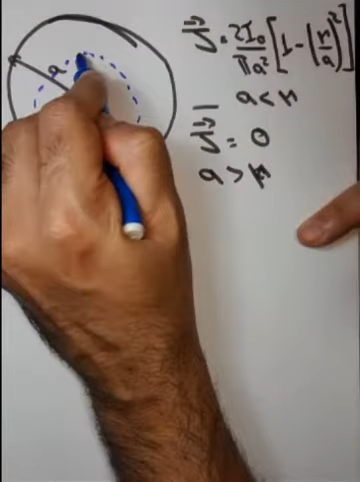 a
J⃗ = 2I₀/πa² [1 - (r/a)²]
a < r
J⃗ = 0
a > r